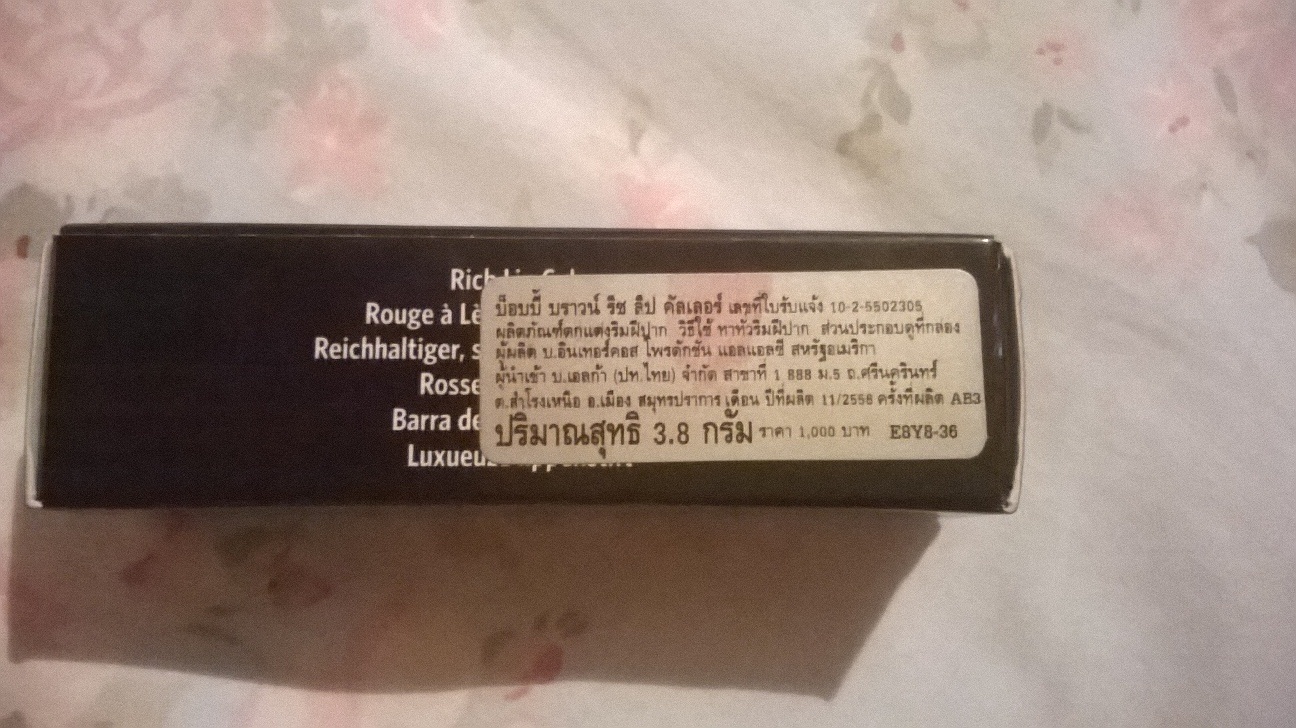 Rich Lip
Rouge à
Reichhaltiger,
Barra
บ็อบบี้ บราวน์ ริช ลิป คัลเลอร์ เลขที่ใบรับแจ้ง 10-2-5502305
ผลิตภัณฑ์ตกแต่งริมฝีปาก วิธีใช้ ทาทั่วริมฝีปาก ส่วนประกอบดูที่กล่อง
ผู้ผลิต บ.อินเทอร์คอส ไพรดักชัน แอลแอลซี สหรัฐอเมริกา
ผู้นำเข้า บ.เอลก้า (ปท.ไทย) จำกัด สาขาที่ 1 888 ม.5 ถ.ศรีนครินทร์
ต.สำโรงเหนือ อ.เมือง สมุทรปราการ เดือน ปีที่ผลิต 11/2558 ครั้งที่ผลิต AB3
ปริมาณสุทธิ 3.8 กรัม ราคา 1,000 บาท E8Y8-36